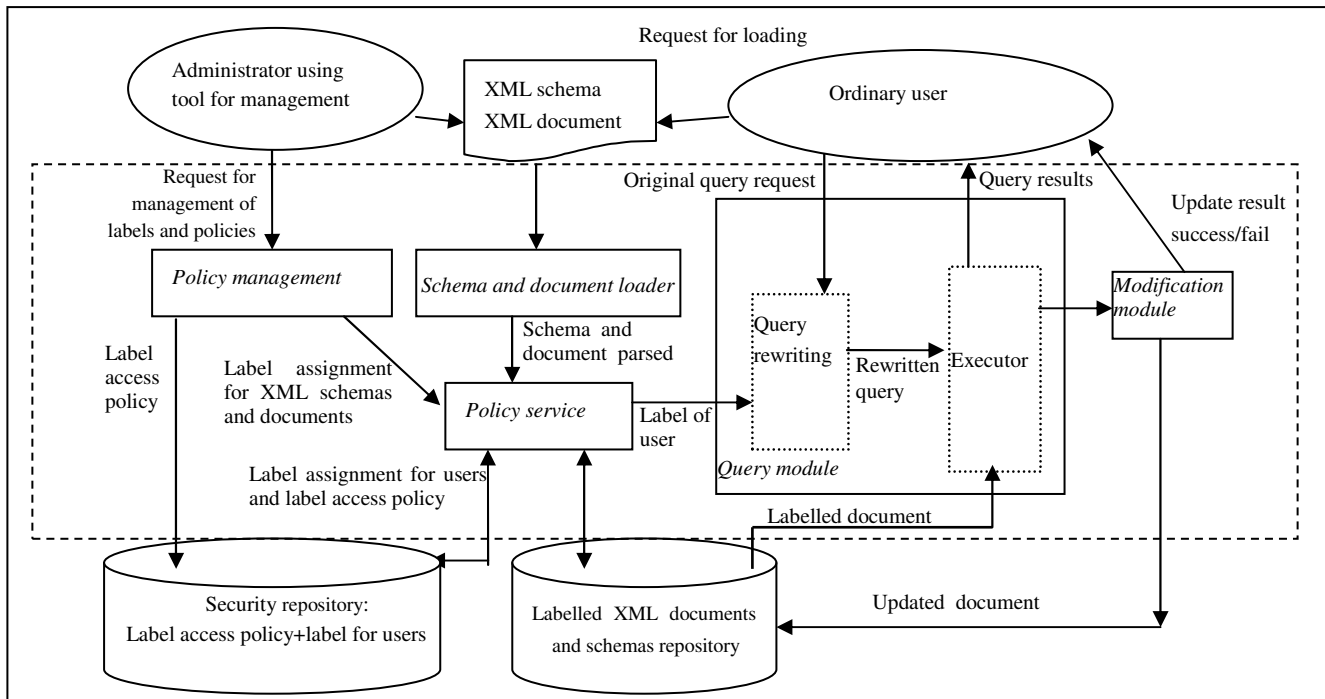 Request for loading
Administrator using
tool for management
XML schema
XML document
Ordinary user
Request for
management of
labels and policies
Original query request
Query results
Update result
success/fail
Policy management
Schema and document loader
Modification
module
Query
rewriting
Executor
Rewritten
query
Label
access
policy
Label assignment
for XML schemas
and documents
Schema and
document parsed
Policy service
Label of
user
Query module
Label assignment for users
and label access policy
Labelled document
Security repository:
Label access policy+label for users
Labelled XML documents
and schemas repository
Updated document